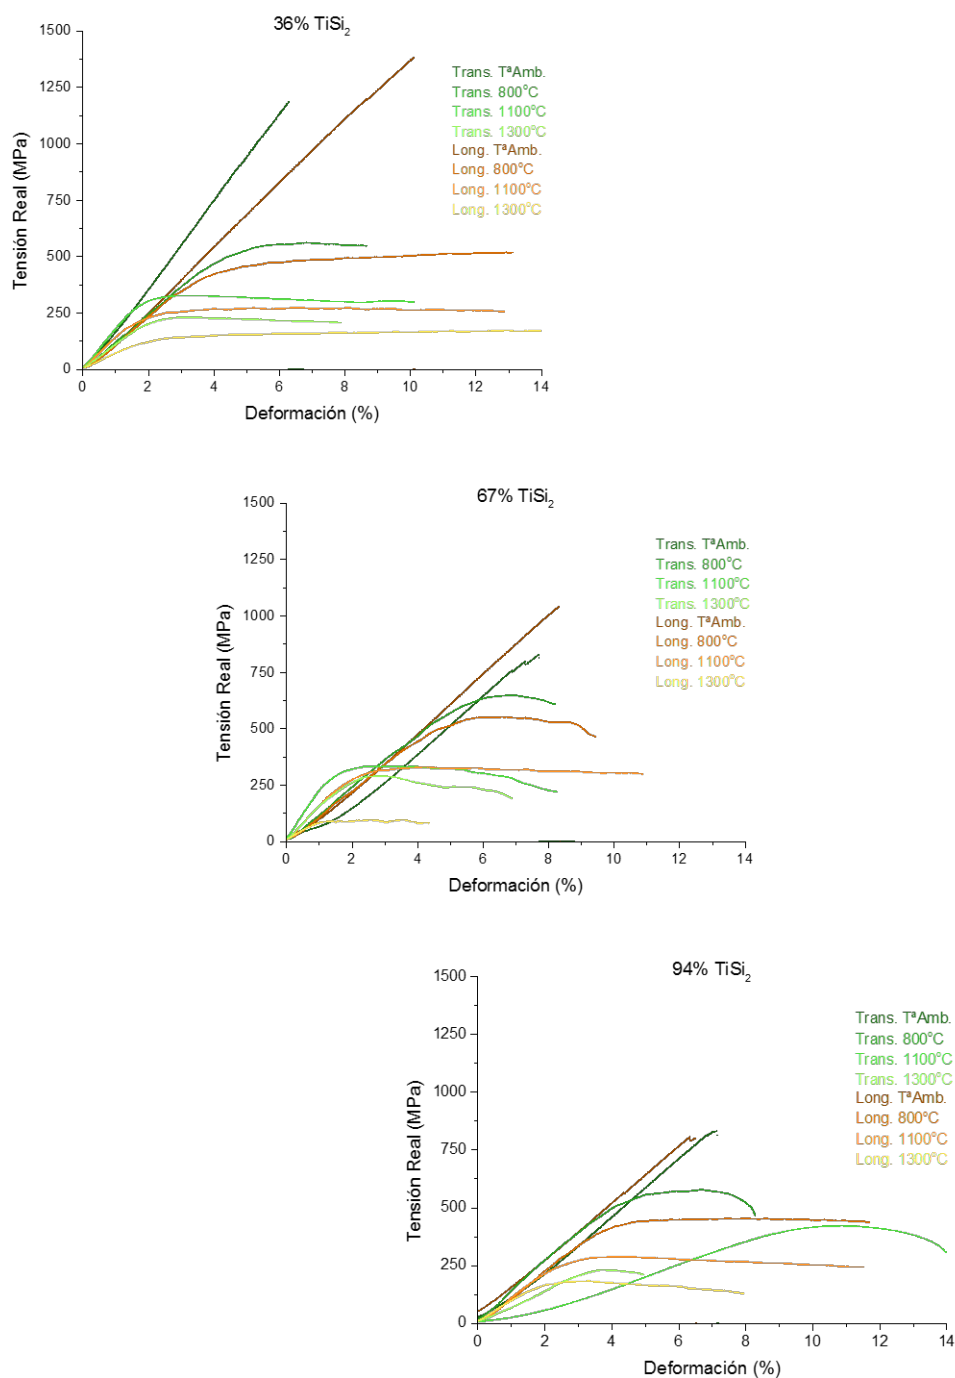 36% TiSi2
1500
1250
1000
750
500
250
0
Tensión Real (MPa)
0 2 4 6 8 10 12 14
Deformación (%)
Trans. TªAmb.
Trans. 800°C
Trans. 1100°C
Trans. 1300°C
Long. TªAmb.
Long. 800°C
Long. 1100°C
Long. 1300°C
67% TiSi2
1500
1250
1000
750
500
250
0
Tensión Real (MPa)
0 2 4 6 8 10 12 14
Deformación (%)
Trans. TªAmb.
Trans. 800°C
Trans. 1100°C
Trans. 1300°C
Long. TªAmb.
Long. 800°C
Long. 1100°C
Long. 1300°C
94% TiSi2
1500
1250
1000
750
500
250
0
Tensión Real (MPa)
0 2 4 6 8 10 12 14
Deformación (%)
Trans. TªAmb.
Trans. 800°C
Trans. 1100°C
Trans. 1300°C
Long. TªAmb.
Long. 800°C
Long. 1100°C
Long. 1300°C